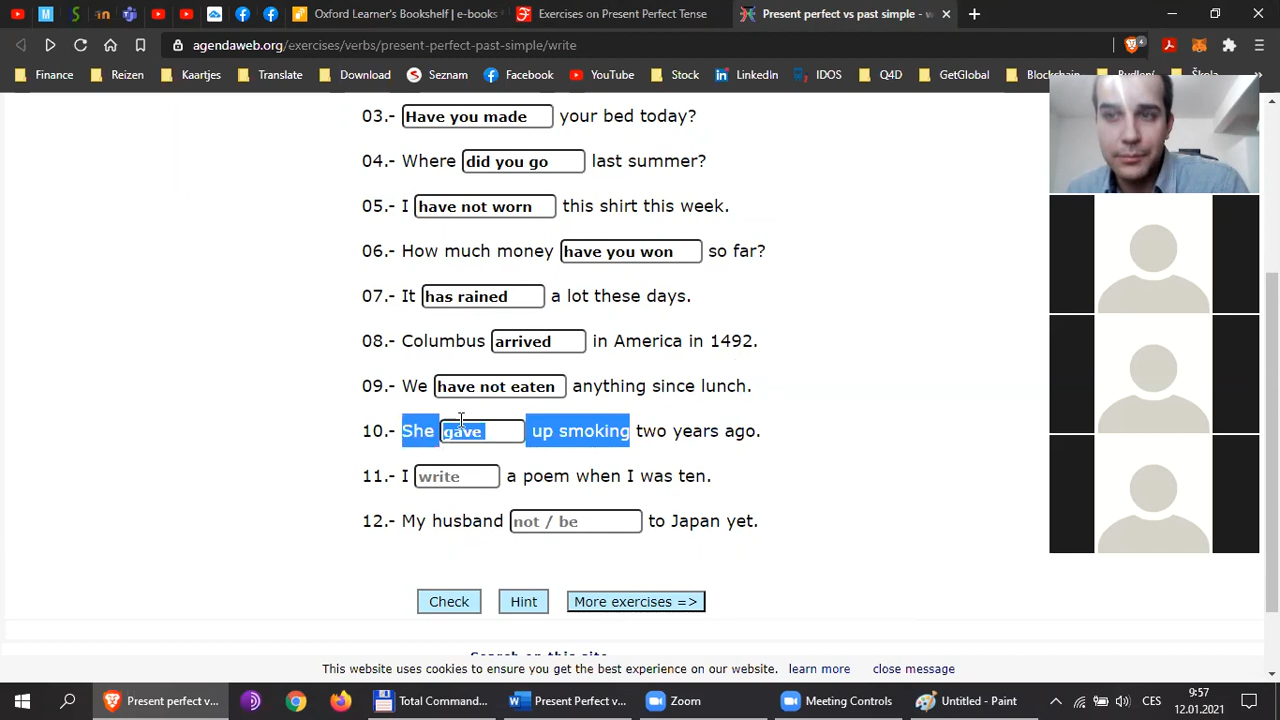 Oxford Learner's Bookshelf | e-books
Exercises on Present Perfect Tense
Present perfect vs past simple - w
agendaweb.org/exercises/verbs/present-perfect-past-simple/write
4
Finance
Reizen
Kaartjes
Translate
Download
Seznam
Facebook
YouTube
Stock
LinkedIn
IDOS
Q4D
GetGlobal
Blockchain
Škola
03.- Have you made your bed today?
04.- Where did you go last summer?
05.- I have not worn this shirt this week.
06.- How much money have you won so far?
07.- It has rained a lot these days.
08.- Columbus arrived in America in 1492.
09.- We have not eaten anything since lunch.
10.- She gave up smoking two years ago.
11.- I write a poem when I was ten.
12.- My husband not / be to Japan yet.
Check Hint More exercises =>
Search on this site
This website uses cookies to ensure you get the best experience on our website. learn more close message
Present perfect v...
Total Command...
Present Perfect v...
Zoom
Meeting Controls
Untitled - Paint
CES
9:57
12.01.2021